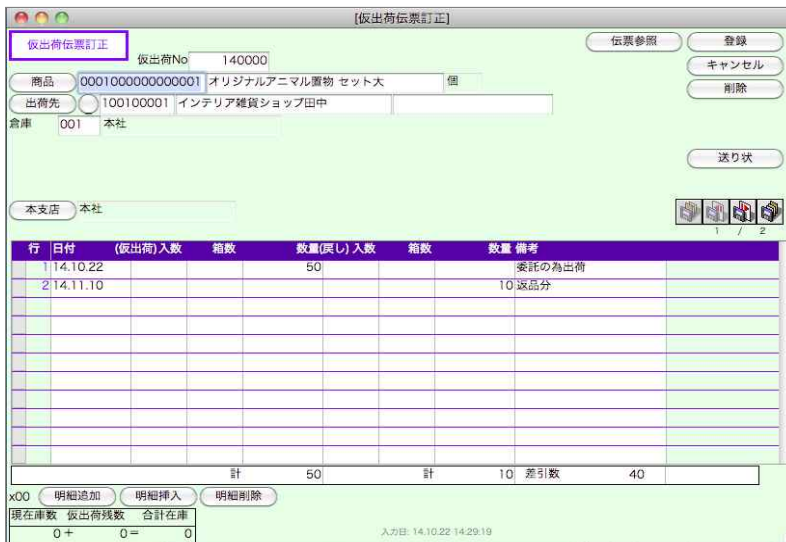 [仮出荷伝票訂正]
仮出荷伝票訂正
伝票参照 登録
仮出荷No 140000
キャンセル
商品 0001000000000001 オリジナルアニマル置物 セット大 個
削除
出荷先 100100001 インテリア雑貨ショップ田中
倉庫 001 本社
送り状
本支店 本社
1 / 2
行 日付 (仮出荷)入数 箱数 数量(戻し)入数 箱数 数量 備考
1 14.10.22 50 委託の為出荷
2 14.11.10 10 返品分
計 50 計 10 差引数 40
x00 明細追加 明細挿入 明細削除
現在庫数 仮出荷残数 合計在庫
0 + 0 = 0
入力日: 14.10.22 14:29:19